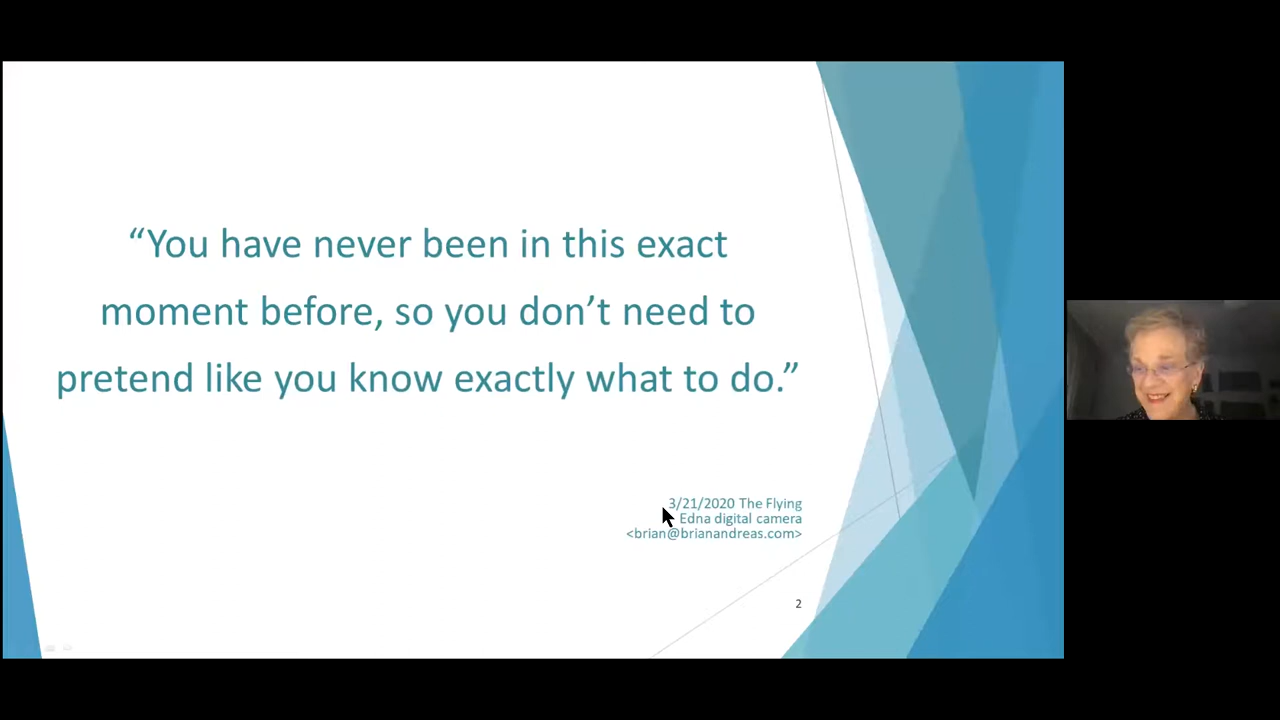 “You have never been in this exact
moment before, so you don’t need to
pretend like you know exactly what to do.”
3/21/2020 The Flying
Edna digital camera
<brian@brianandreas.com>
2